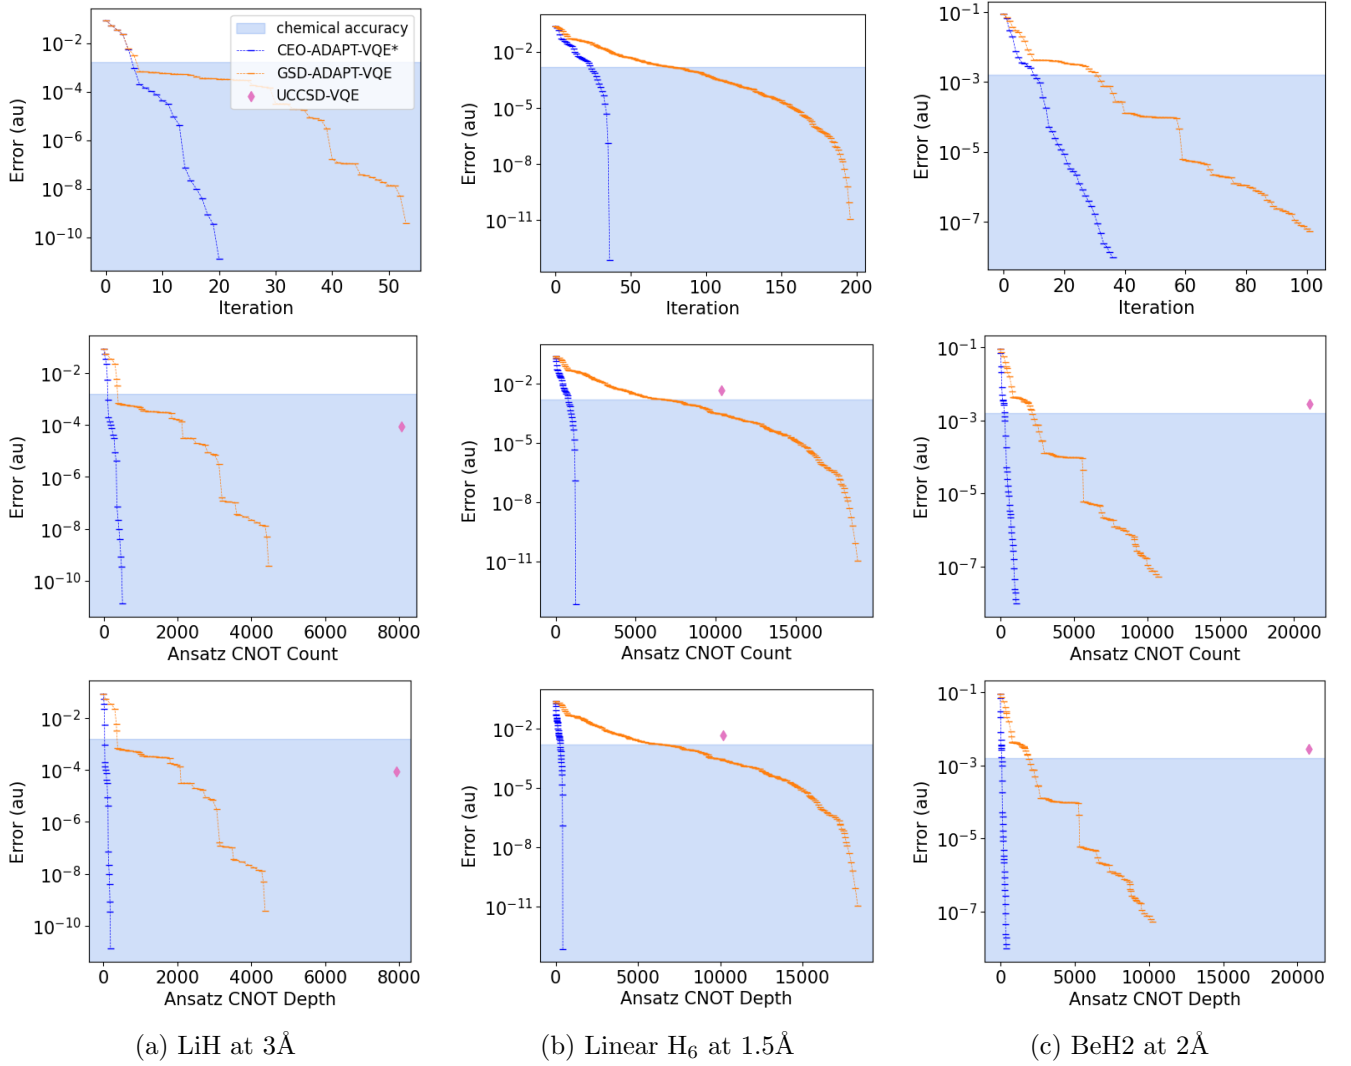 chemical accuracy
CEO-ADAPT-VQE*
GSD-ADAPT-VQE
UCCSD-VQE
Error (au)
10⁻²
10⁻⁴
10⁻⁶
10⁻⁸
10⁻¹⁰
0 10 20 30 40 50
Iteration
Error (au)
10⁻²
10⁻⁵
10⁻⁸
10⁻¹¹
0 50 100 150 200
Iteration
Error (au)
10⁻¹
10⁻³
10⁻⁵
10⁻⁷
0 20 40 60 80 100
Iteration
Error (au)
10⁻²
10⁻⁴
10⁻⁶
10⁻⁸
10⁻¹⁰
0 2000 4000 6000 8000
Ansatz CNOT Count
Error (au)
10⁻²
10⁻⁵
10⁻⁸
10⁻¹¹
0 5000 10000 15000
Ansatz CNOT Count
Error (au)
10⁻¹
10⁻³
10⁻⁵
10⁻⁷
0 5000 10000 15000 20000
Ansatz CNOT Count
Error (au)
10⁻²
10⁻⁴
10⁻⁶
10⁻⁸
10⁻¹⁰
0 2000 4000 6000 8000
Ansatz CNOT Depth
Error (au)
10⁻²
10⁻⁵
10⁻⁸
10⁻¹¹
0 5000 10000 15000
Ansatz CNOT Depth
Error (au)
10⁻¹
10⁻³
10⁻⁵
10⁻⁷
0 5000 10000 15000 20000
Ansatz CNOT Depth
(a) LiH at 3Å
(b) Linear H₆ at 1.5Å
(c) BeH2 at 2Å